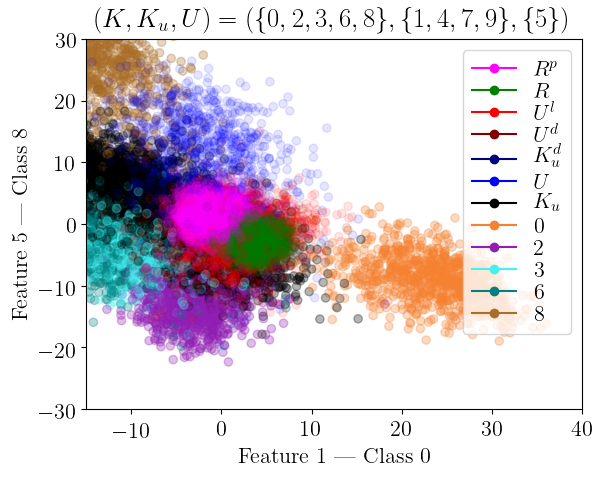 (K, K_u, U) = ({0, 2, 3, 6, 8}, {1, 4, 7, 9}, {5})
30
20
10
0
−10
−20
−30
Feature 5 — Class 8
R^p
R
U^l
U^d
K_u^d
U
K_u
0
2
3
6
8
−10
0
10
20
30
40
Feature 1 — Class 0